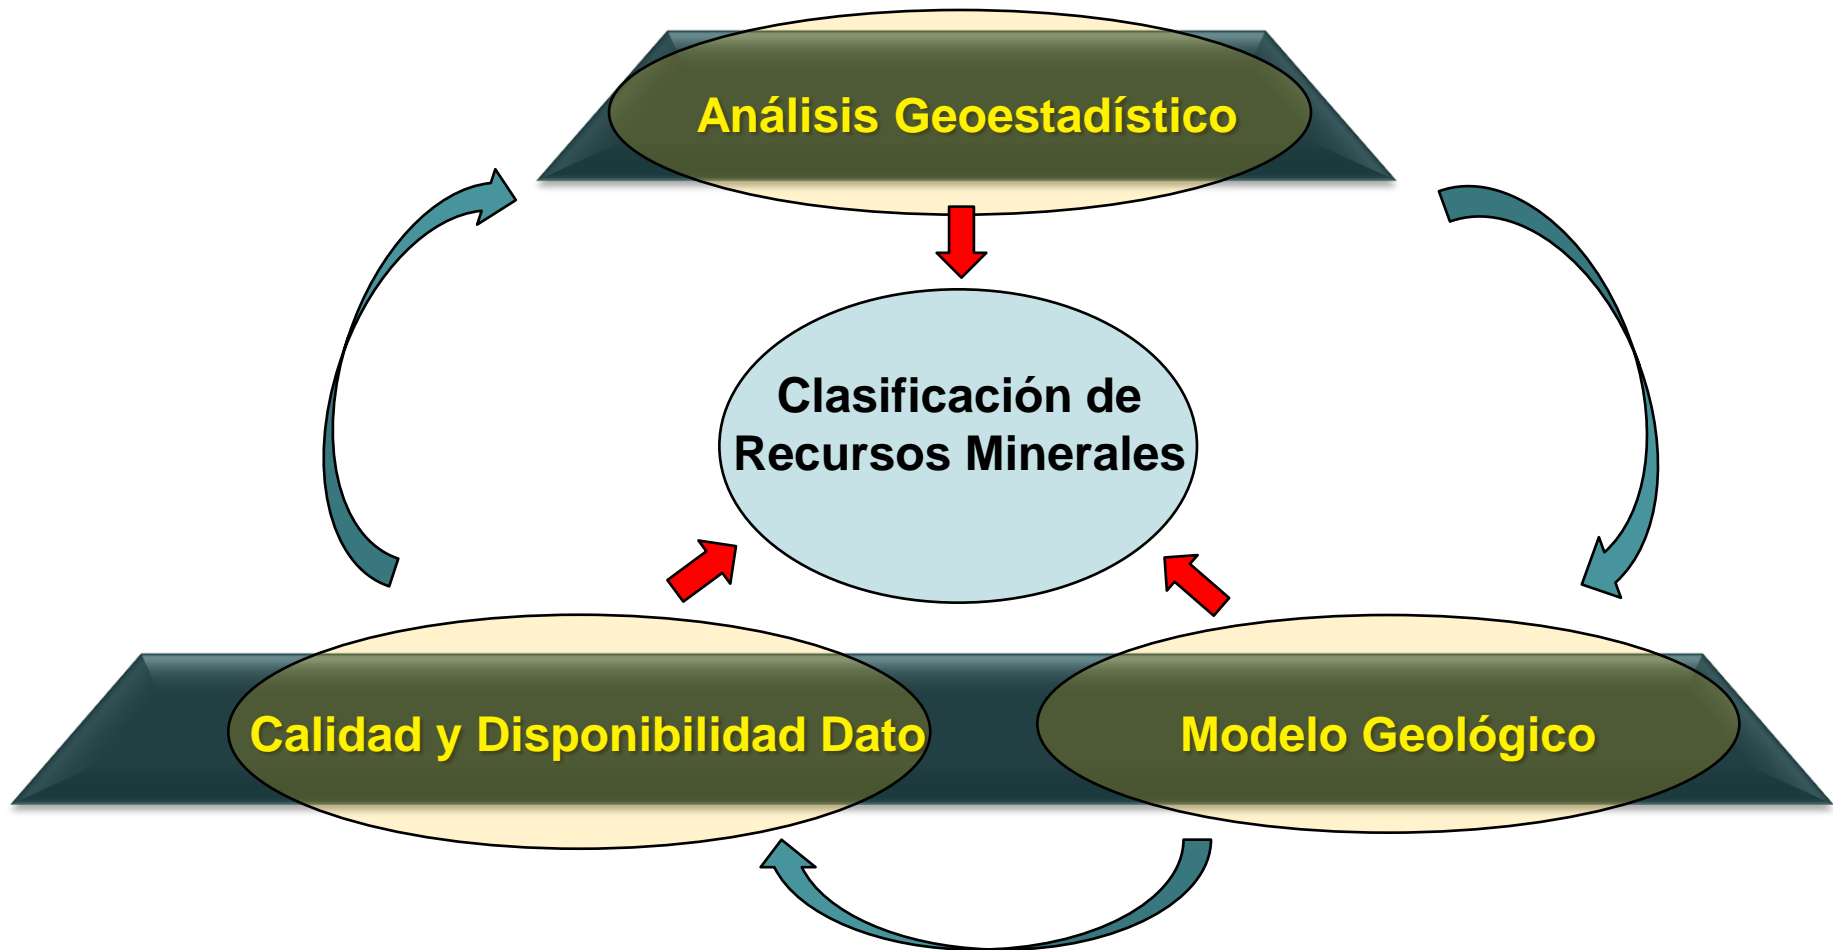 Análisis Geoestadístico
Clasificación de
Recursos Minerales
Calidad y Disponibilidad Dato
Modelo Geológico